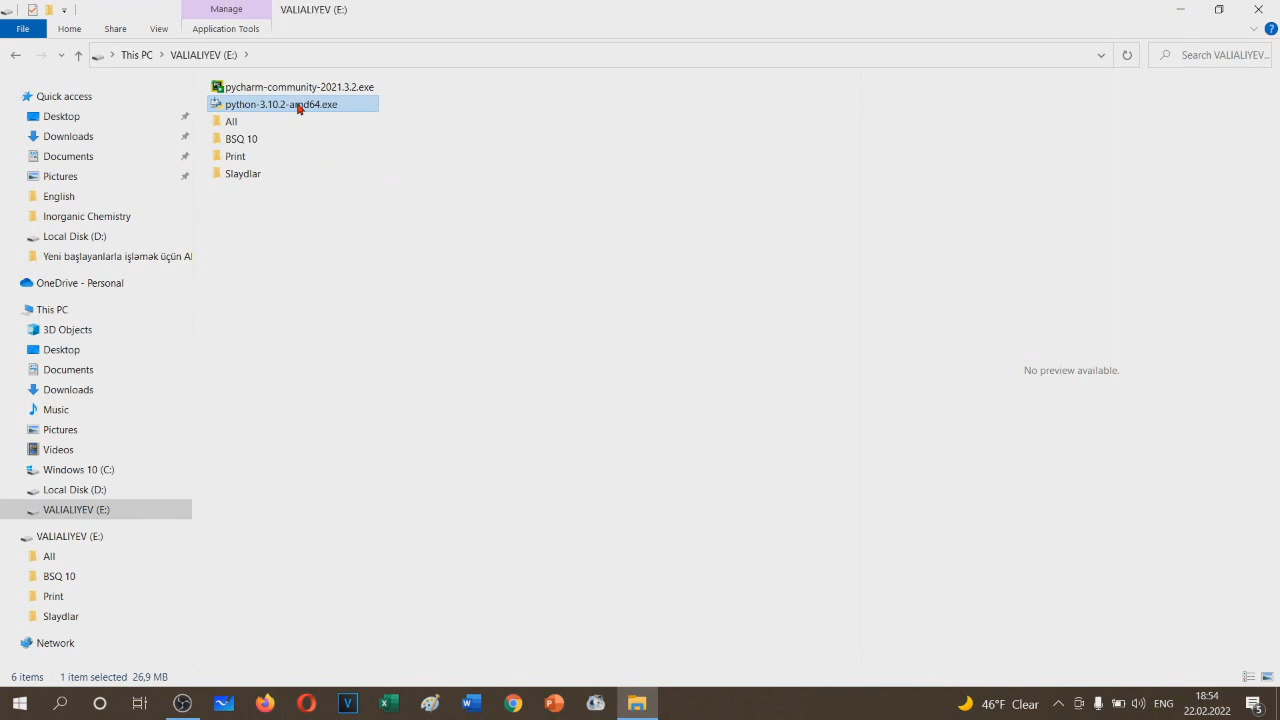 Manage
VALIALIYEV (E:)
File
Home
Share
View
Application Tools
This PC
VALIALIYEV (E:)
Search VALIALIYEV...
Quick access
Desktop
Downloads
Documents
Pictures
English
Inorganic Chemistry
Local Disk (D:)
Yeni başlayanlarla işləmək üçün Al
OneDrive - Personal
This PC
3D Objects
Desktop
Documents
Downloads
Music
Pictures
Videos
Windows 10 (C:)
Local Disk (D:)
VALIALIYEV (E:)
VALIALIYEV (E:)
All
BSQ 10
Print
Slaydlar
Network
pycharm-community-2021.3.2.exe
python-3.10.2-amd64.exe
All
BSQ 10
Print
Slaydlar
No preview available.
6 items
1 item selected 26,9 MB
46°F Clear
ENG
18:54
22.02.2022
5